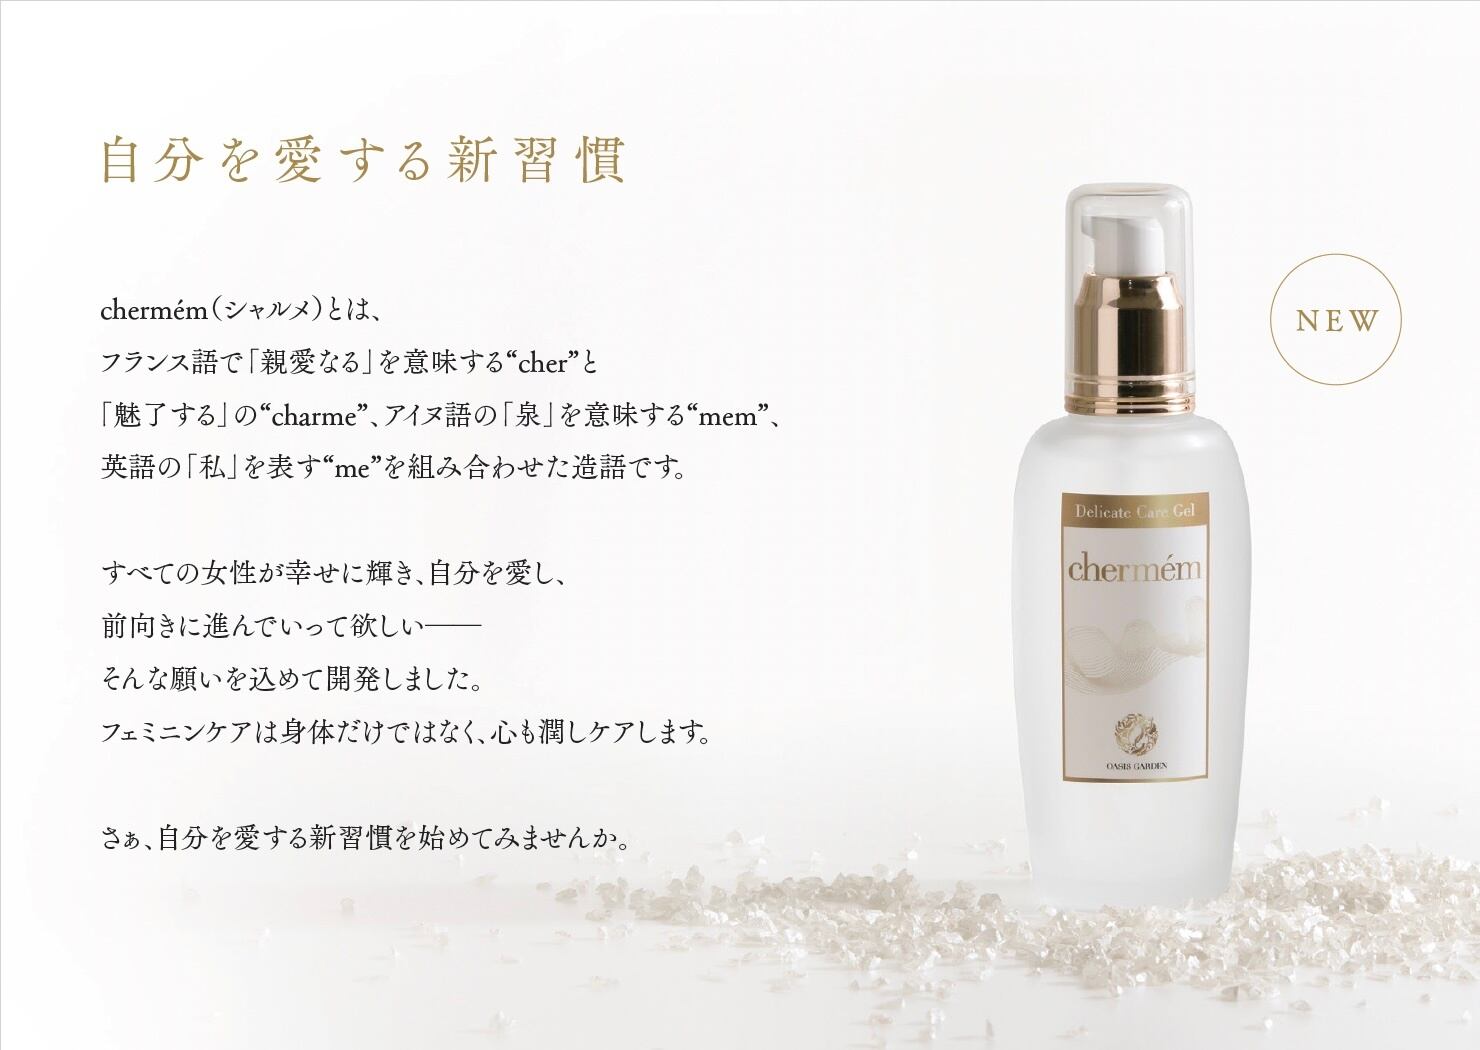 自分を愛する新習慣
chermém（シャルメ）とは、
フランス語で「親愛なる」を意味する“cher”と
「魅了する」の“charme”、アイヌ語の「泉」を意味する“mem”、
英語の「私」を表す“me”を組み合わせた造語です。
すべての女性が幸せに輝き、自分を愛し、
前向きに進んでいって欲しい——
そんな願いを込めて開発しました。
フェミニンケアは身体だけではなく、心も潤しケアします。
さぁ、自分を愛する新習慣を始めてみませんか。
NEW
Delicate Care Gel
chermém
OASIS GARDEN